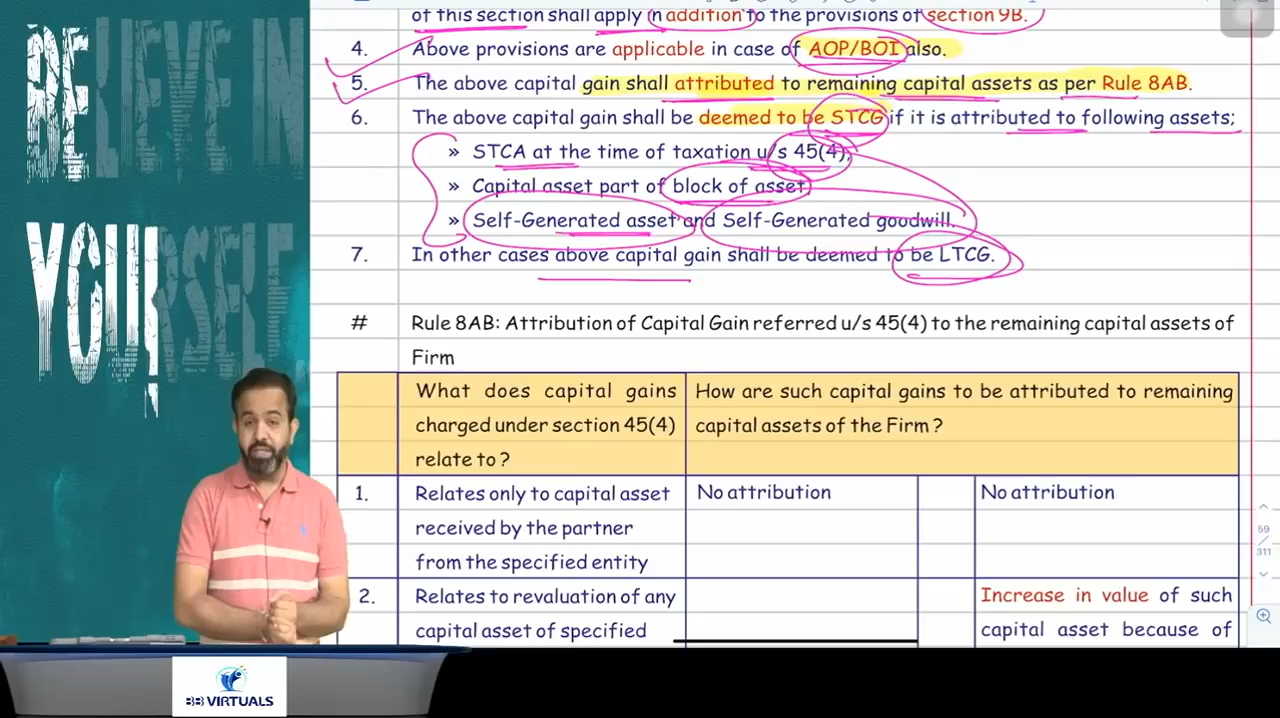 BELIEVE IN
YOURSELF
of this section shall apply in addition to the provisions of section 9B.
4. Above provisions are applicable in case of AOP/BOI also.
5. The above capital gain shall attributed to remaining capital assets as per Rule 8AB.
6. The above capital gain shall be deemed to be STCG if it is attributed to following assets;
» STCA at the time of taxation u/s 45(4),
» Capital asset part of block of asset,
» Self-Generated asset and Self-Generated goodwill.
7. In other cases above capital gain shall be deemed to be LTCG.
# Rule 8AB: Attribution of Capital Gain referred u/s 45(4) to the remaining capital assets of
Firm
What does capital gains
charged under section 45(4)
relate to ?
How are such capital gains to be attributed to remaining
capital assets of the Firm ?
1. Relates only to capital asset
received by the partner
from the specified entity
No attribution
No attribution
2. Relates to revaluation of any
capital asset of specified
Increase in value of such
capital asset because of
59
311
BB VIRTUALS